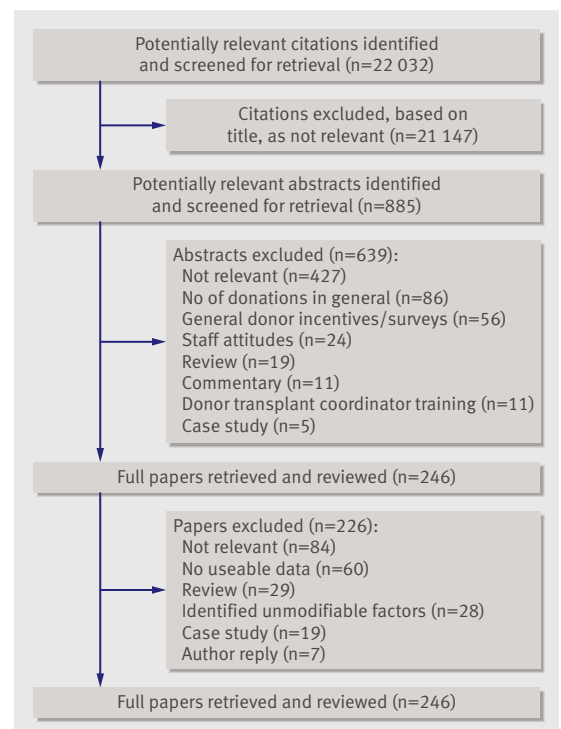 Potentially relevant citations identified
and screened for retrieval (n=22 032)
Citations excluded, based on
title, as not relevant (n=21 147)
Potentially relevant abstracts identified
and screened for retrieval (n=885)
Abstracts excluded (n=639):
Not relevant (n=427)
No of donations in general (n=86)
General donor incentives/surveys (n=56)
Staff attitudes (n=24)
Review (n=19)
Commentary (n=11)
Donor transplant coordinator training (n=11)
Case study (n=5)
Full papers retrieved and reviewed (n=246)
Papers excluded (n=226):
Not relevant (n=84)
No useable data (n=60)
Review (n=29)
Identified unmodifiable factors (n=28)
Case study (n=19)
Author reply (n=7)
Full papers retrieved and reviewed (n=246)